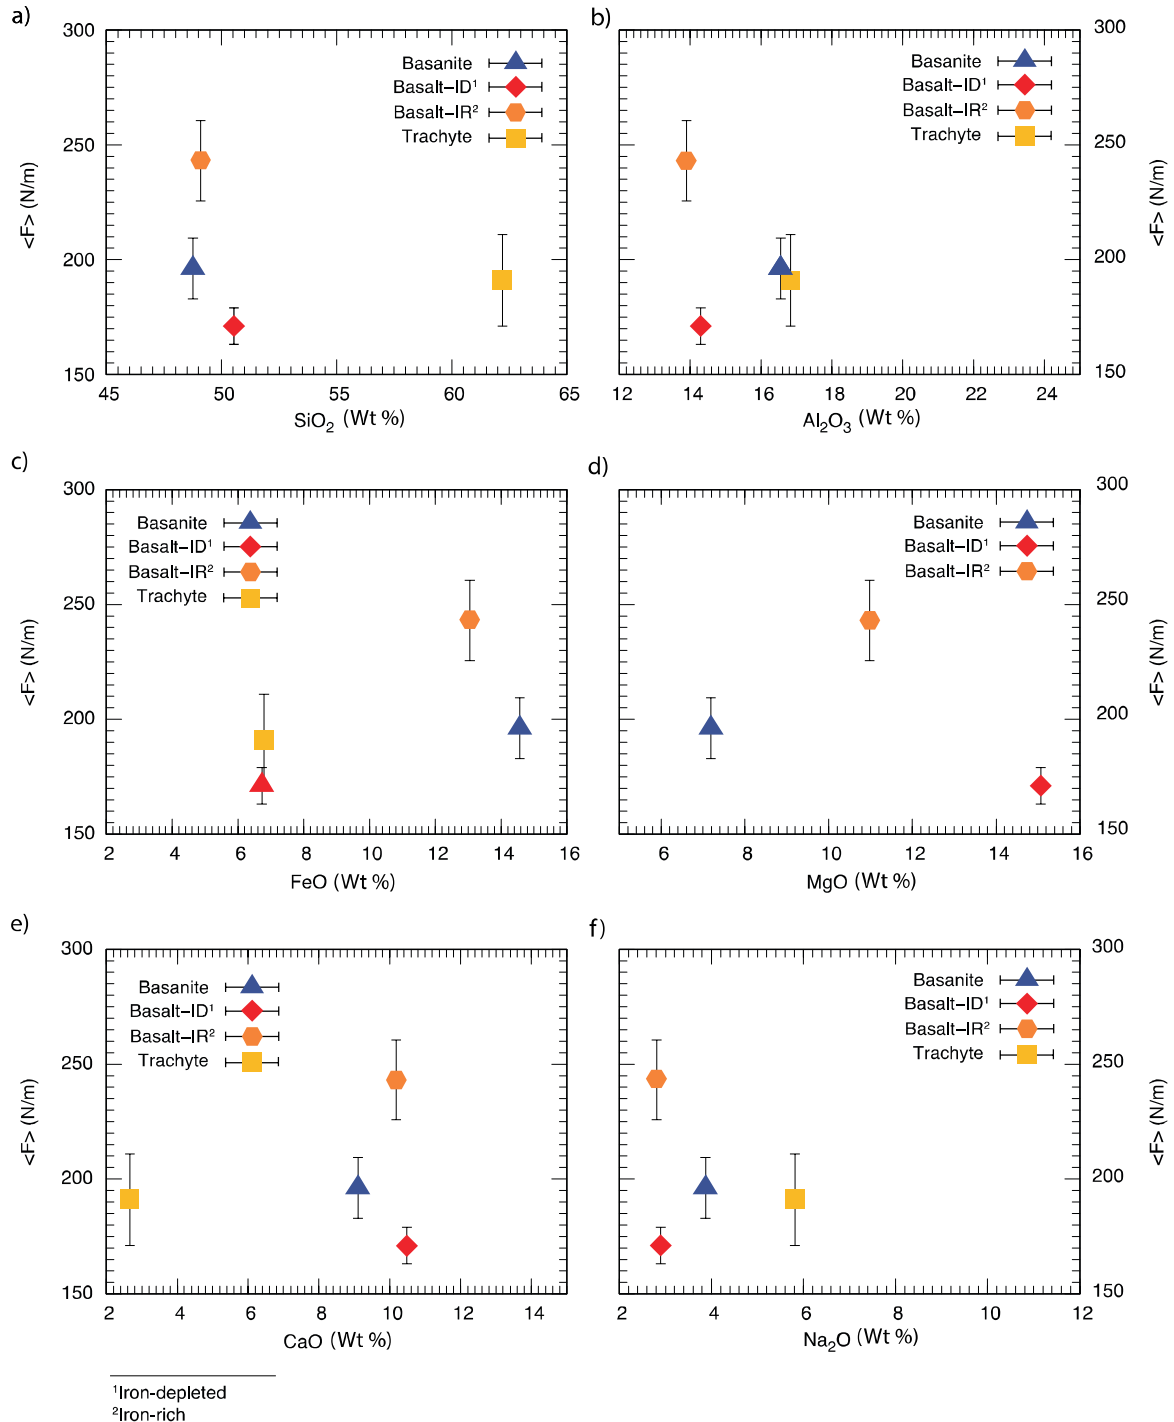 a)
300
250
200
150
<F> (N/m)
Basanite
Basalt–ID¹
Basalt–IR²
Trachyte
45 50 55 60 65
SiO₂ (Wt %)
b)
300
250
200
150
<F> (N/m)
Basanite
Basalt–ID¹
Basalt–IR²
Trachyte
12 14 16 18 20 22 24
Al₂O₃ (Wt %)
c)
300
250
200
150
<F> (N/m)
Basanite
Basalt–ID¹
Basalt–IR²
Trachyte
2 4 6 8 10 12 14 16
FeO (Wt %)
d)
300
250
200
150
<F> (N/m)
Basanite
Basalt–ID¹
Basalt–IR²
6 8 10 12 14 16
MgO (Wt %)
e)
300
250
200
150
<F> (N/m)
Basanite
Basalt–ID¹
Basalt–IR²
Trachyte
2 4 6 8 10 12 14
CaO (Wt %)
f)
300
250
200
150
<F> (N/m)
Basanite
Basalt–ID¹
Basalt–IR²
Trachyte
2 4 6 8 10 12
Na₂O (Wt %)
¹Iron-depleted
²Iron-rich